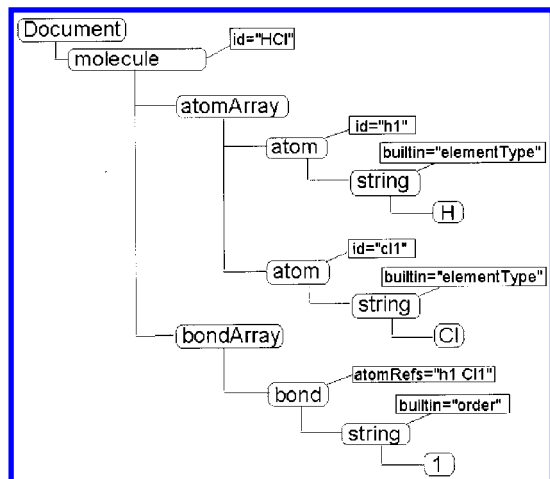 Document
id="HCl"
molecule
atomArray
id="h1"
atom
builtin="elementType"
string
H
id="cl1"
atom
builtin="elementType"
string
Cl
bondArray
atomRefs="h1 Cl1"
bond
builtin="order"
string
1